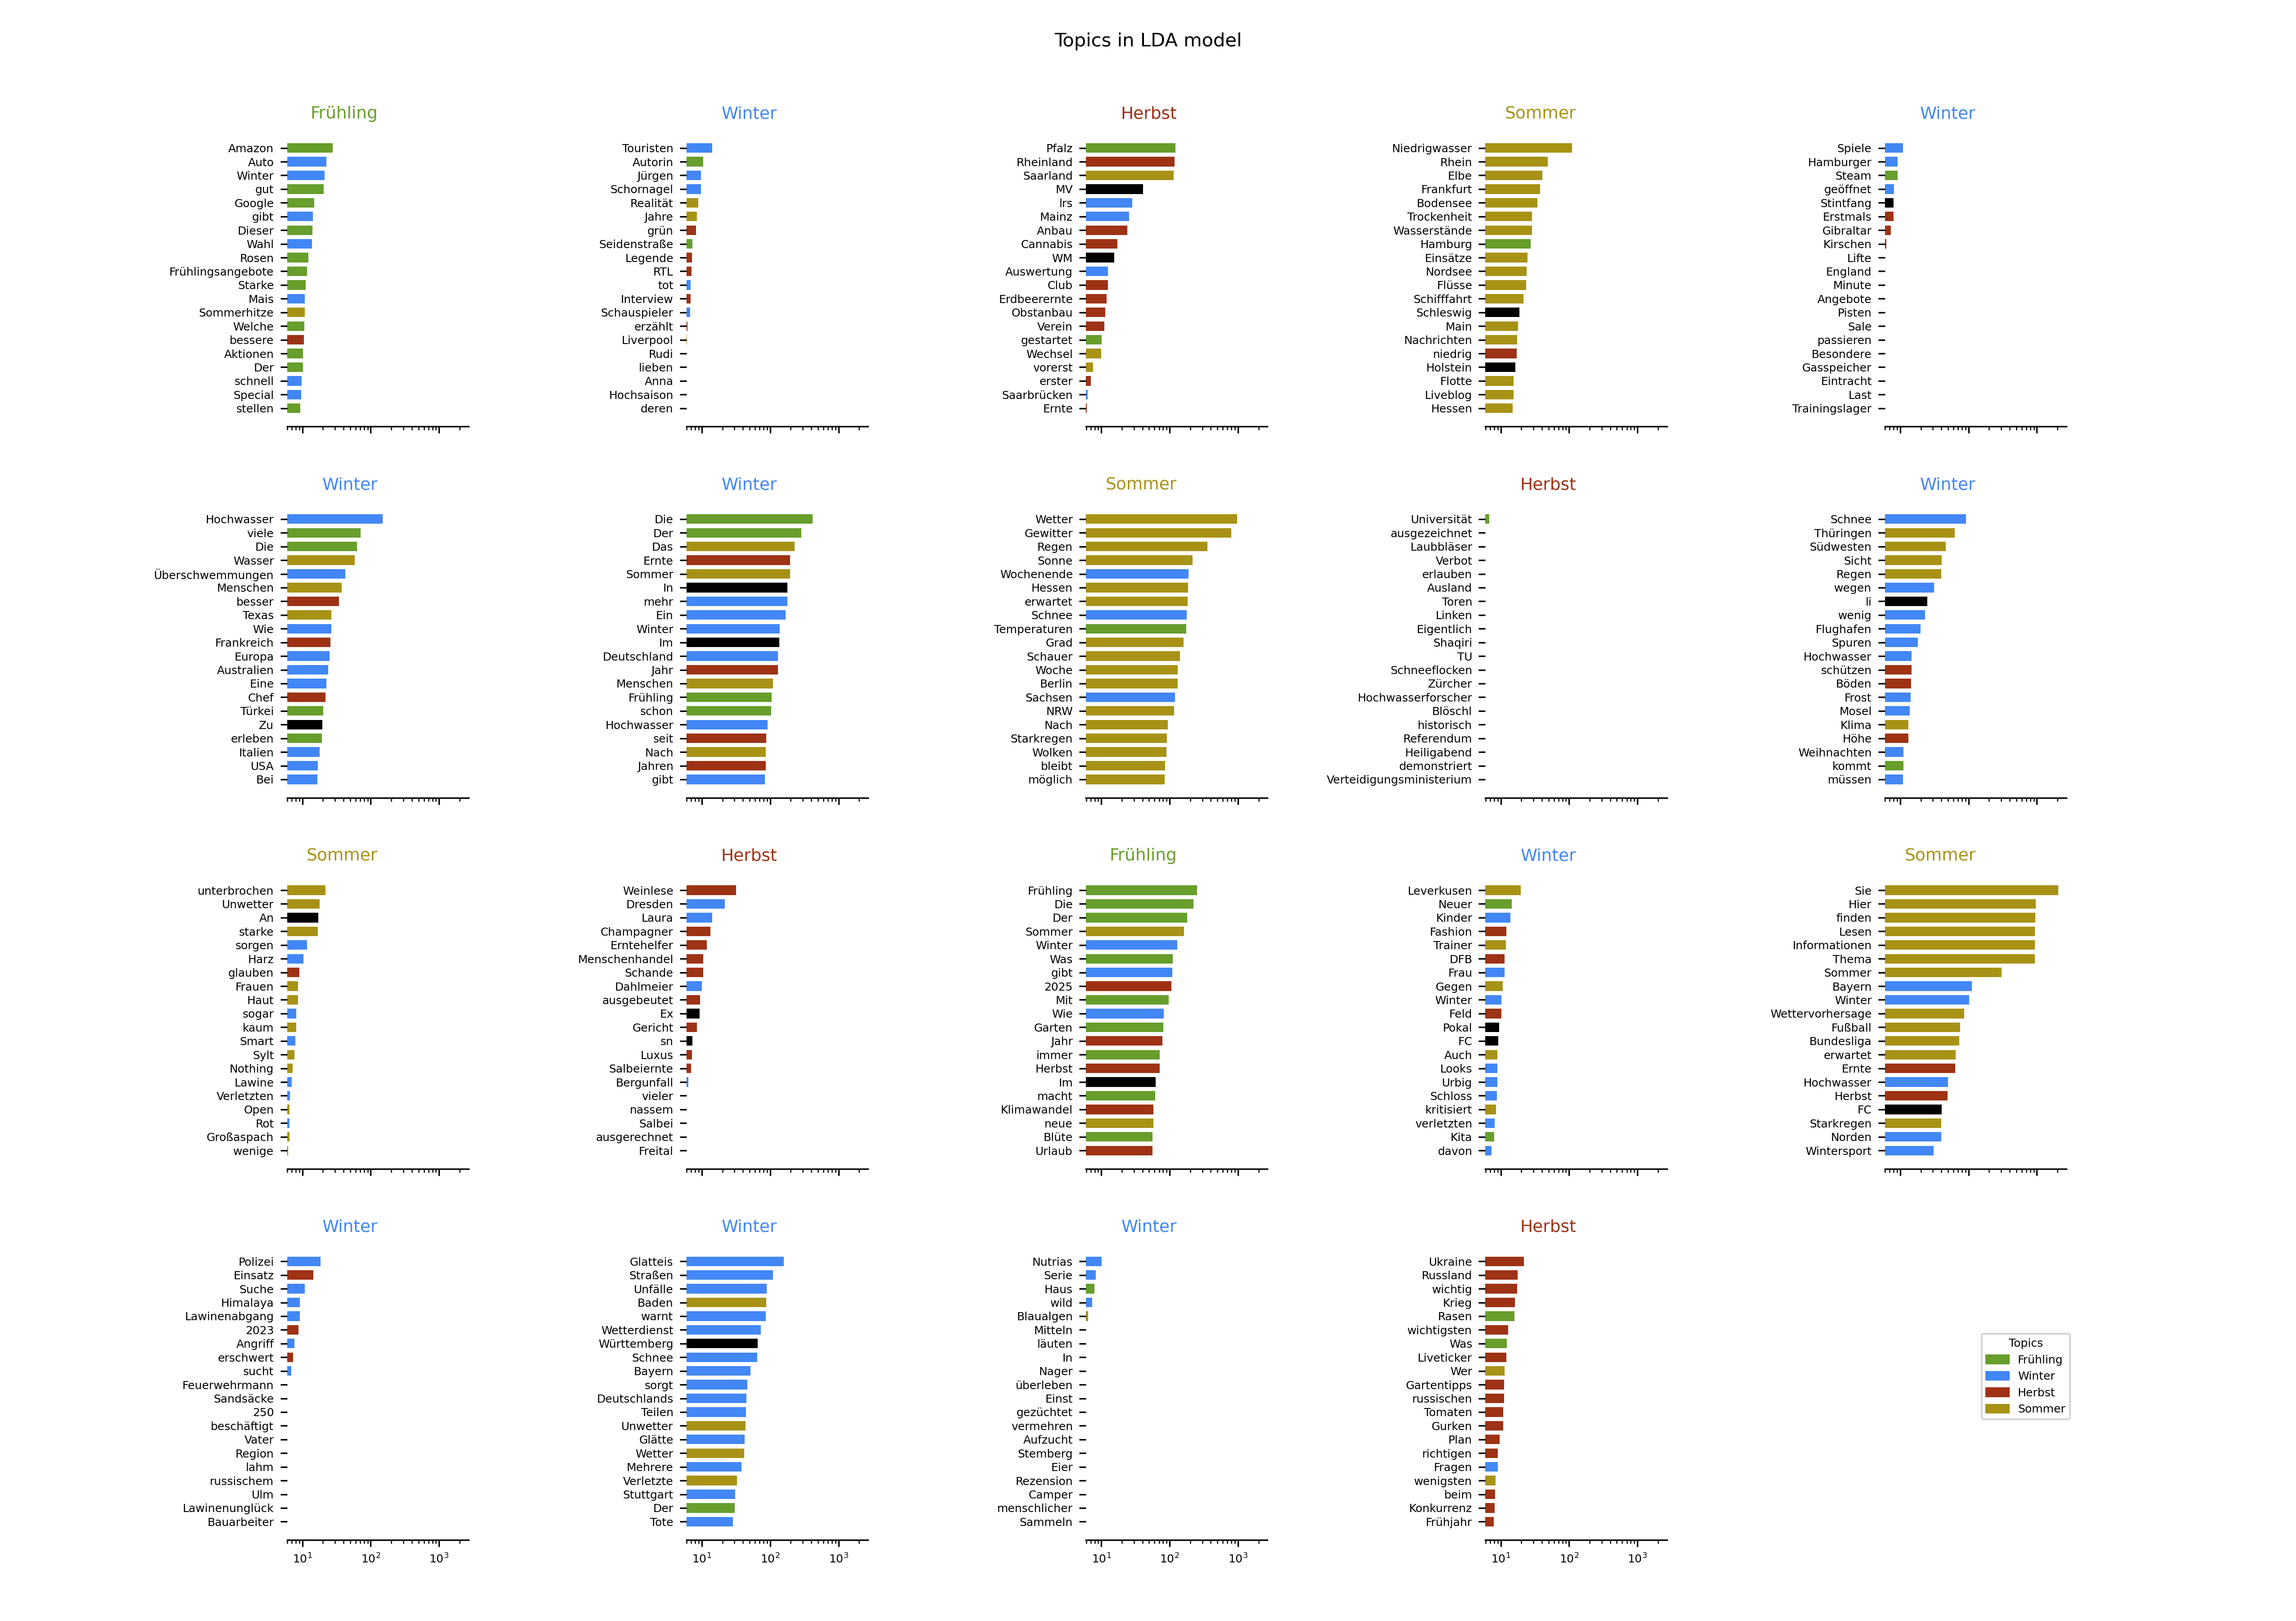 Topics in LDA model
Frühling
Amazon
Auto
Winter
gut
Google
gibt
Dieser
Wahl
Rosen
Frühlingsangebote
Starke
Mais
Sommerhitze
Welche
bessere
Aktionen
Der
schnell
Special
stellen
Winter
Touristen
Autorin
Jürgen
Schornagel
Realität
Jahre
grün
Seidenstraße
Legende
RTL
tot
Interview
Schauspieler
erzählt
Liverpool
Rudi
lieben
Anna
Hochsaison
deren
Herbst
Pfalz
Rheinland
Saarland
MV
Irs
Mainz
Anbau
Cannabis
WM
Auswertung
Club
Erdbeerernte
Obstanbau
Verein
gestartet
Wechsel
vorerst
erster
Saarbrücken
Ernte
Sommer
Niedrigwasser
Rhein
Elbe
Frankfurt
Bodensee
Trockenheit
Wasserstände
Hamburg
Einsätze
Nordsee
Flüsse
Schifffahrt
Schleswig
Main
Nachrichten
niedrig
Holstein
Flotte
Liveblog
Hessen
Winter
Spiele
Hamburger
Steam
geöffnet
Stintfang
Erstmals
Gibraltar
Kirschen
Lifte
England
Minute
Angebote
Pisten
Sale
passieren
Besondere
Gasspeicher
Eintracht
Last
Trainingslager
Winter
Hochwasser
viele
Die
Wasser
Überschwemmungen
Menschen
besser
Texas
Wie
Frankreich
Europa
Australien
Eine
Chef
Türkei
Zu
erleben
Italien
USA
Bei
Winter
Die
Der
Das
Ernte
Sommer
In
mehr
Ein
Winter
Im
Deutschland
Jahr
Menschen
Frühling
schon
Hochwasser
seit
Nach
Jahren
gibt
Sommer
Wetter
Gewitter
Regen
Sonne
Wochenende
Hessen
erwartet
Schnee
Temperaturen
Grad
Schauer
Woche
Berlin
Sachsen
NRW
Nach
Starkregen
Wolken
bleibt
möglich
Herbst
Universität
ausgezeichnet
Laubbläser
Verbot
erlauben
Ausland
Toren
Linken
Eigentlich
Shaqiri
TU
Schneeflocken
Zürcher
Hochwasserforscher
Blöschl
historisch
Referendum
Heiligabend
demonstriert
Verteidigungsministerium
Winter
Schnee
Thüringen
Südwesten
Sicht
Regen
wegen
li
wenig
Flughafen
Spuren
Hochwasser
schützen
Böden
Frost
Mosel
Klima
Höhe
Weihnachten
kommt
müssen
Sommer
unterbrochen
Unwetter
An
starke
sorgen
Harz
glauben
Frauen
Haut
sogar
kaum
Smart
Sylt
Nothing
Lawine
Verletzten
Open
Rot
Großaspach
wenige
Herbst
Weinlese
Dresden
Laura
Champagner
Erntehelfer
Menschenhandel
Schande
Dahlmeier
ausgebeutet
Ex
Gericht
sn
Luxus
Salbeiernte
Bergunfall
vieler
nassem
Salbei
ausgerechnet
Freital
Frühling
Frühling
Die
Der
Sommer
Winter
Was
gibt
2025
Mit
Wie
Garten
Jahr
immer
Herbst
Im
macht
Klimawandel
neue
Blüte
Urlaub
Winter
Leverkusen
Neuer
Kinder
Fashion
Trainer
DFB
Frau
Gegen
Winter
Feld
Pokal
FC
Auch
Looks
Urbig
Schloss
kritisiert
verletzten
Kita
davon
Sommer
Sie
Hier
finden
Lesen
Informationen
Thema
Sommer
Bayern
Winter
Wettervorhersage
Fußball
Bundesliga
erwartet
Ernte
Hochwasser
Herbst
FC
Starkregen
Norden
Wintersport
Winter
Polizei
Einsatz
Suche
Himalaya
Lawinenabgang
2023
Angriff
erschwert
sucht
Feuerwehrmann
Sandsäcke
250
beschäftigt
Vater
Region
lahm
russischem
Ulm
Lawinenunglück
Bauarbeiter
10¹ 10² 10³
Winter
Glatteis
Straßen
Unfälle
Baden
warnt
Wetterdienst
Württemberg
Schnee
Bayern
sorgt
Deutschlands
Teilen
Unwetter
Glätte
Wetter
Mehrere
Verletzte
Stuttgart
Der
Tote
10¹ 10² 10³
Winter
Nutrias
Serie
Haus
wild
Blaualgen
Mitteln
läuten
In
Nager
überleben
Einst
gezüchtet
vermehren
Aufzucht
Stemberg
Eier
Rezension
Camper
menschlicher
Sammeln
10¹ 10² 10³
Herbst
Ukraine
Russland
wichtig
Krieg
Rasen
wichtigsten
Was
Liveticker
Wer
Gartentipps
russischen
Tomaten
Gurken
Plan
richtigen
Fragen
wenigsten
beim
Konkurrenz
Frühjahr
10¹ 10² 10³
Topics
Frühling
Winter
Herbst
Sommer